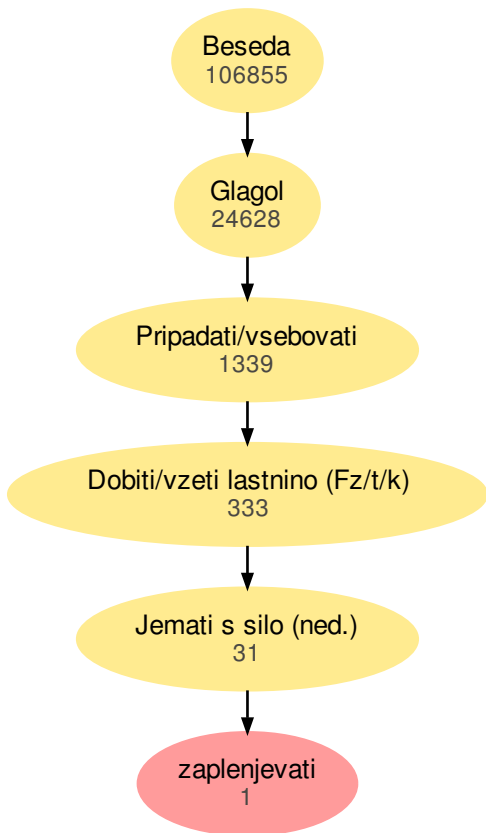 Beseda
106855
Glagol
24628
Pripadati/vsebovati
1339
Dobiti/vzeti lastnino (Fz/t/k)
333
Jemati s silo (ned.)
31
zaplenjevati
1